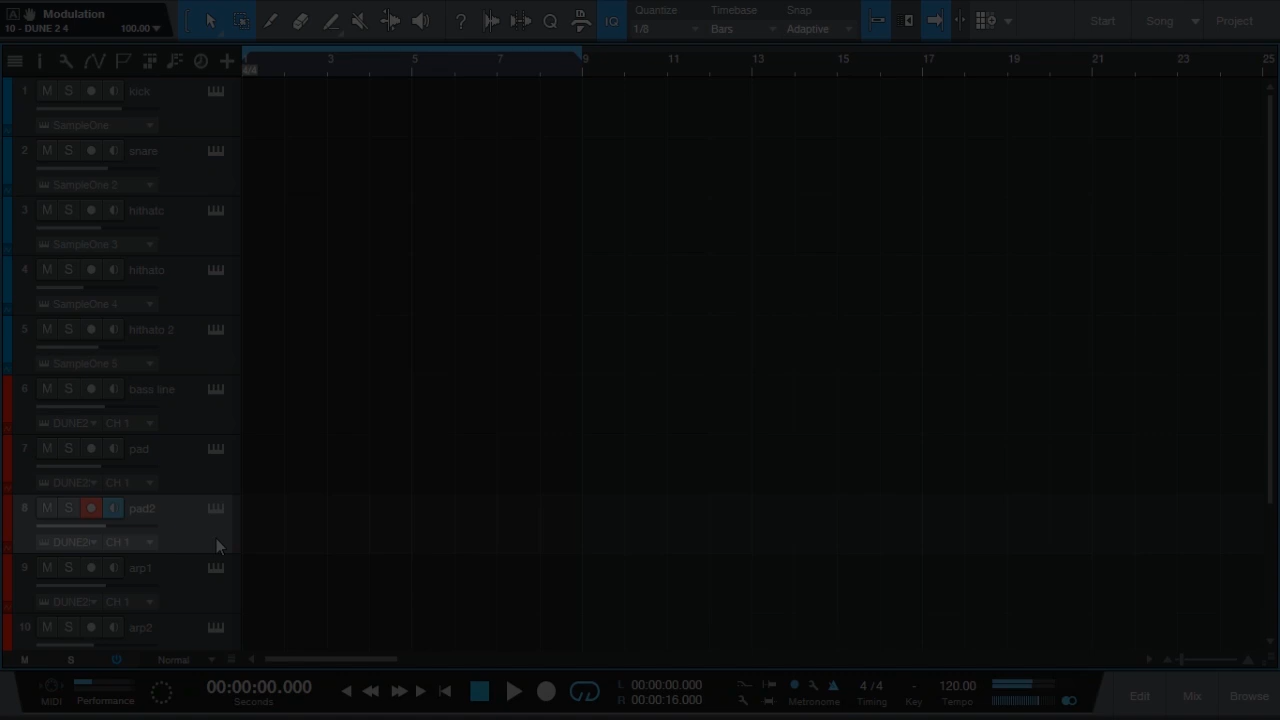 Modulation
10 - DUNE 2 4
100.00
Quantize
1/8
Timebase
Bars
Snap
Adaptive
IQ
Start
Song
Project
3
5
7
9
11
13
15
17
19
21
23
25
4/4
1 M S kick
SampleOne
2 M S snare
SampleOne 2
3 M S hithatc
SampleOne 3
4 M S hithato
SampleOne 4
5 M S hithato 2
SampleOne 5
6 M S bass line
DUNE2 CH 1
7 M S pad
DUNE2 CH 1
8 M S pad2
DUNE2 CH 1
9 M S arp1
DUNE2 CH 1
10 M S arp2
M S Normal
MIDI
Performance
00:00:00.000
Seconds
L 00:00:00.000
R 00:00:16.000
Metronome
4 / 4
Timing
-
Key
120.00
Tempo
Edit
Mix
Browse